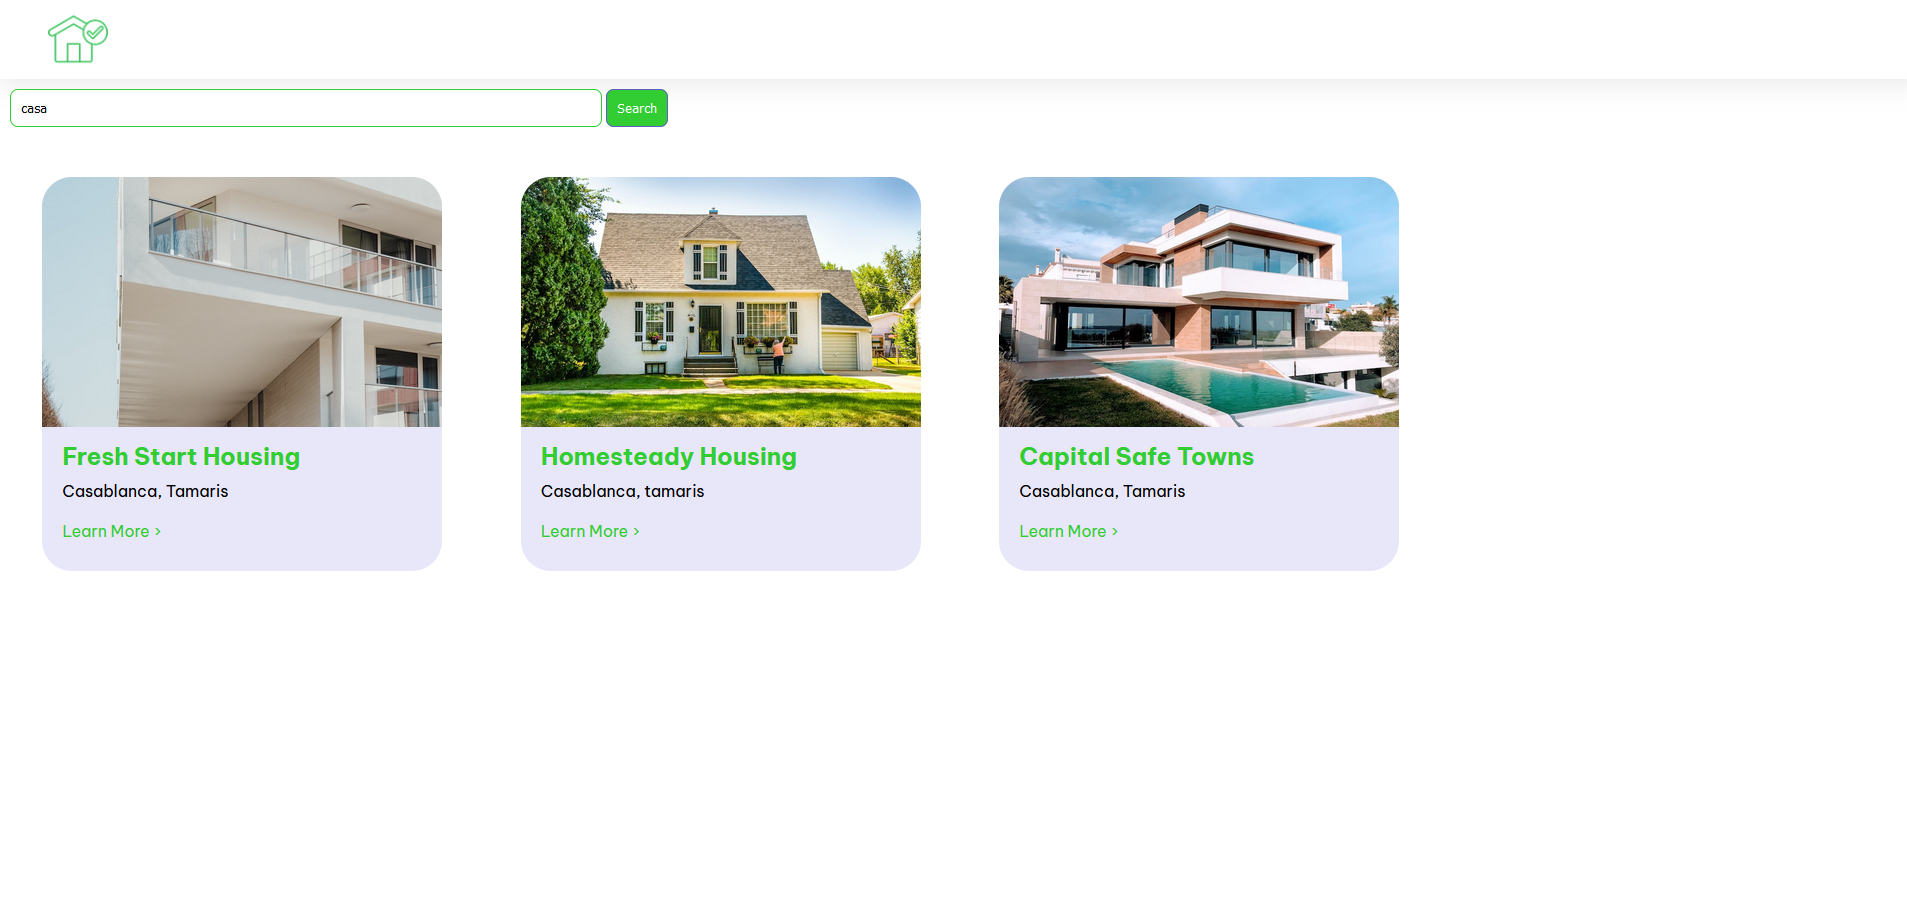 casa
Search
Fresh Start Housing
Casablanca, Tamaris
Learn More >
Homesteady Housing
Casablanca, tamaris
Learn More >
Capital Safe Towns
Casablanca, Tamaris
Learn More >